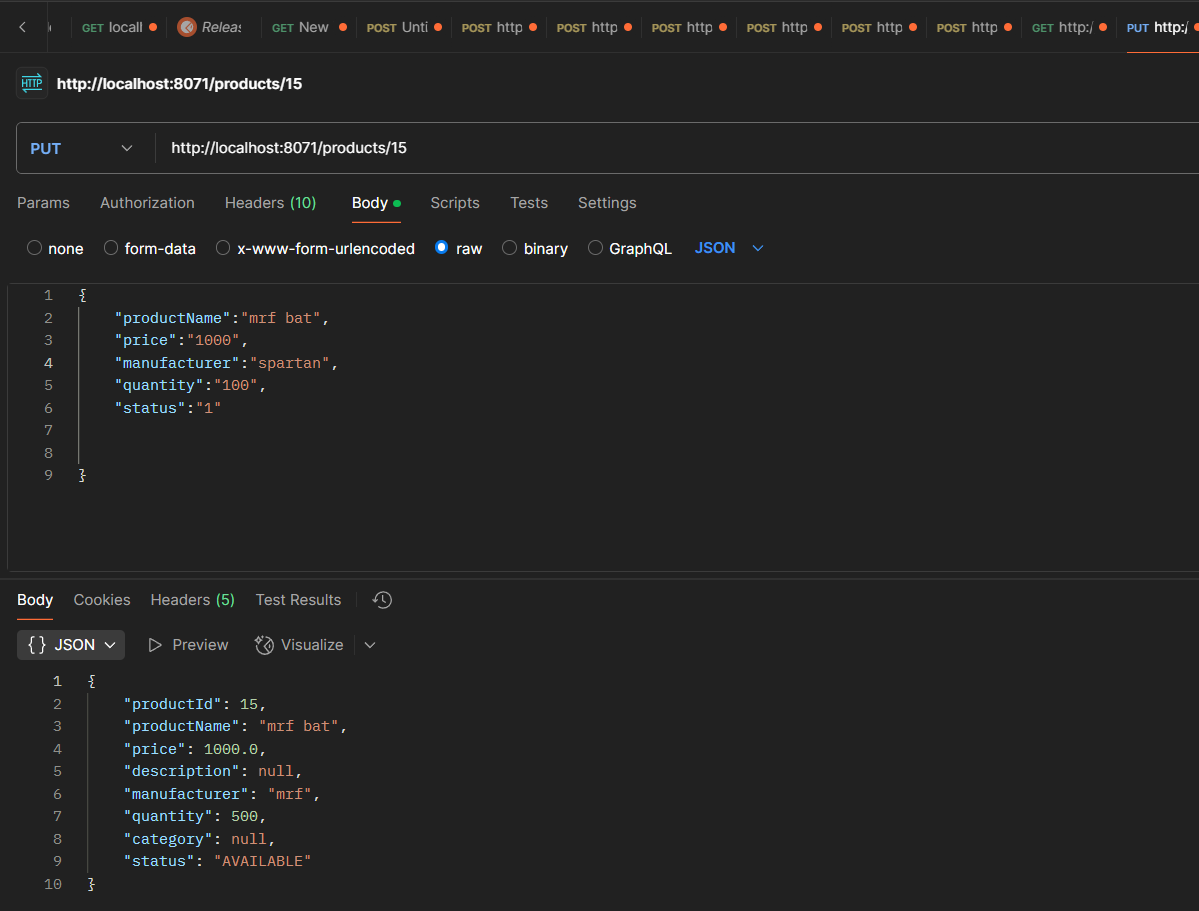 GET locall Releas GET New POST Unti POST http POST http POST http POST http POST http POST http GET http:/ PUT http:/
HTTP http://localhost:8071/products/15
PUT http://localhost:8071/products/15
Params Authorization Headers (10) Body Scripts Tests Settings
none form-data x-www-form-urlencoded raw binary GraphQL JSON
1 {
2 "productName":"mrf bat",
3 "price":"1000",
4 "manufacturer":"spartan",
5 "quantity":"100",
6 "status":"1"
7
8
9 }
Body Cookies Headers (5) Test Results
{} JSON Preview Visualize
1 {
2 "productId": 15,
3 "productName": "mrf bat",
4 "price": 1000.0,
5 "description": null,
6 "manufacturer": "mrf",
7 "quantity": 500,
8 "category": null,
9 "status": "AVAILABLE"
10 }